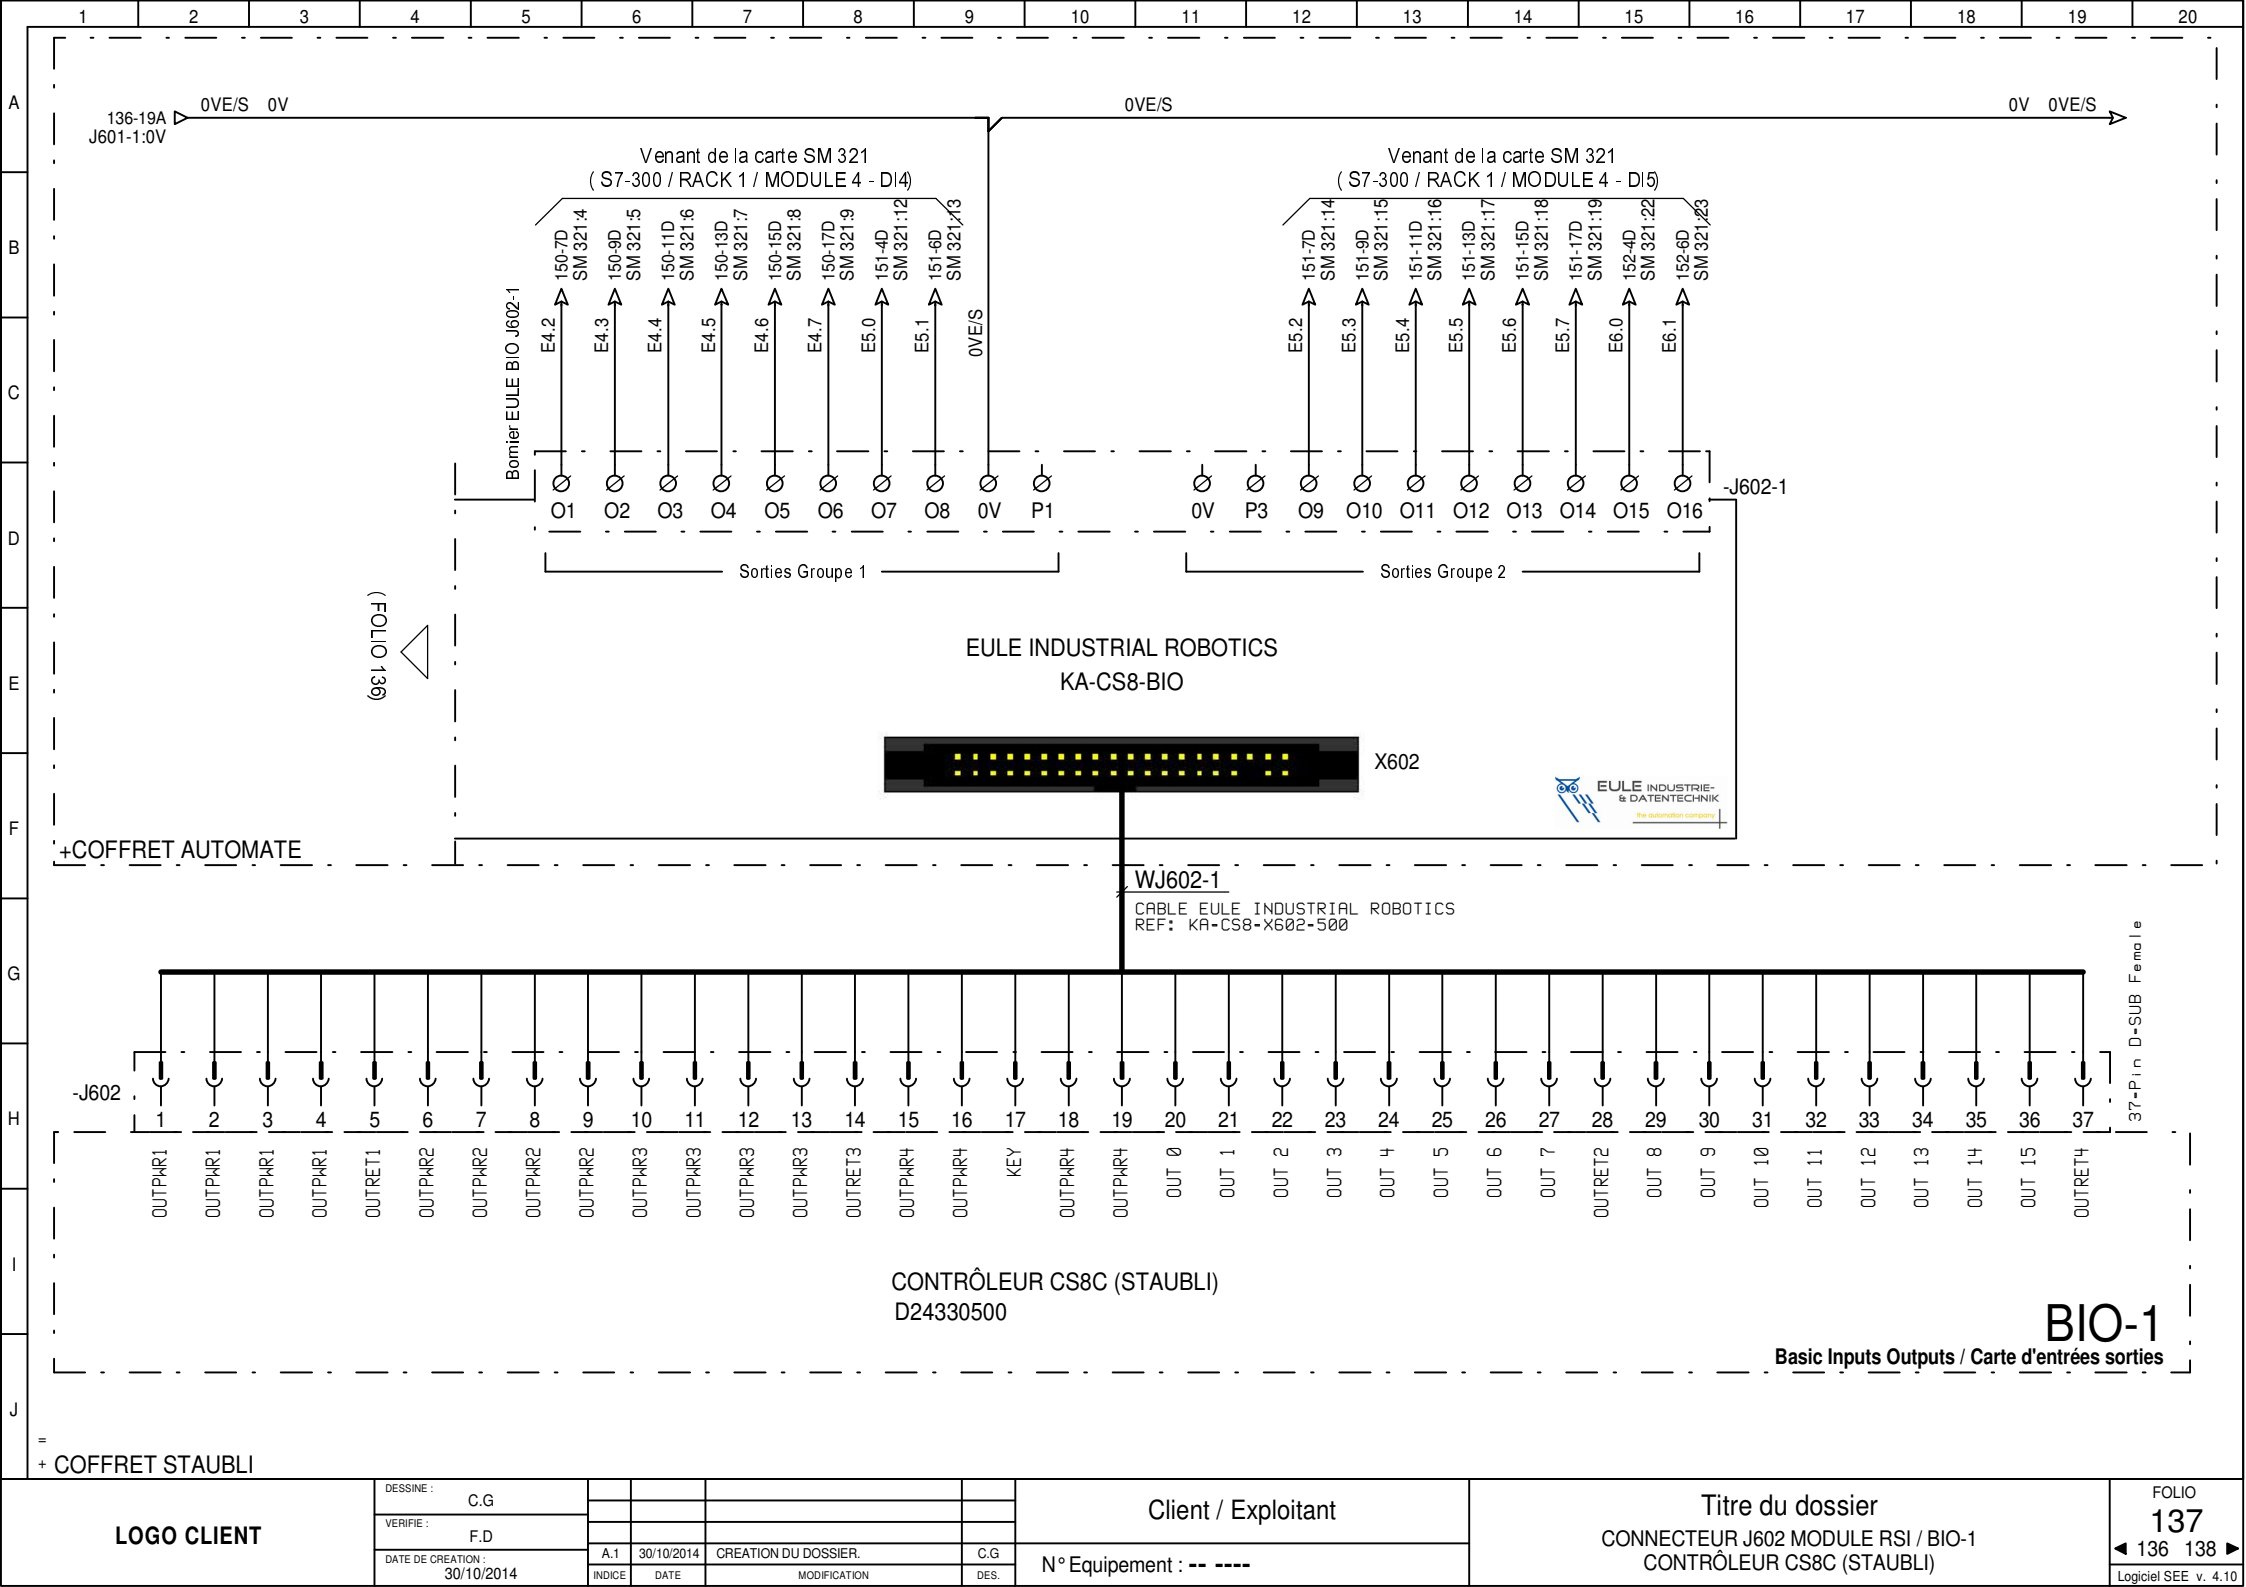 1 2 3 4 5 6 7 8 9 10 11 12 13 14 15 16 17 18 19 20
A
B
C
D
E
F
G
H
I
J
0VE/S 0V
136-19A
J601-1:0V
0VE/S
0V 0VE/S
Venant de la carte SM 321
( S7-300 / RACK 1 / MODULE 4 - DI4)
Venant de la carte SM 321
( S7-300 / RACK 1 / MODULE 4 - DI5)
150-7D
SM 321:4
150-9D
SM 321:5
150-11D
SM 321:6
150-13D
SM 321:7
150-15D
SM 321:8
150-17D
SM 321:9
151-4D
SM 321:12
151-6D
SM 321:13
151-7D
SM 321:14
151-9D
SM 321:15
151-11D
SM 321:16
151-13D
SM 321:17
151-15D
SM 321:18
151-17D
SM 321:19
152-4D
SM 321:22
152-6D
SM 321:23
Bornier EULE BIO J602-1
E4.2 E4.3 E4.4 E4.5 E4.6 E4.7 E5.0 E5.1 0VE/S
E5.2 E5.3 E5.4 E5.5 E5.6 E5.7 E6.0 E6.1
-J602-1
O1 O2 O3 O4 O5 O6 O7 O8 0V P1
0V P3 O9 O10 O11 O12 O13 O14 O15 O16
Sorties Groupe 1
Sorties Groupe 2
( FOLIO 136)
EULE INDUSTRIAL ROBOTICS
KA-CS8-BIO
X602
EULE INDUSTRIE-
& DATENTECHNIK
the automation company
+COFFRET AUTOMATE
WJ602-1
CABLE EULE INDUSTRIAL ROBOTICS
REF: KA-CS8-X602-500
37-Pin D-SUB Female
-J602
1 2 3 4 5 6 7 8 9 10 11 12 13 14 15 16 17 18 19 20 21 22 23 24 25 26 27 28 29 30 31 32 33 34 35 36 37
OUTPWR1
OUTPWR1
OUTPWR1
OUTPWR1
OUTRET1
OUTPWR2
OUTPWR2
OUTPWR2
OUTPWR2
OUTPWR3
OUTPWR3
OUTPWR3
OUTPWR3
OUTRET3
OUTPWR4
OUTPWR4
KEY
OUTPWR4
OUTPWR4
OUT 0
OUT 1
OUT 2
OUT 3
OUT 4
OUT 5
OUT 6
OUT 7
OUTRET2
OUT 8
OUT 9
OUT 10
OUT 11
OUT 12
OUT 13
OUT 14
OUT 15
OUTRET4
CONTRÔLEUR CS8C (STAUBLI)
D24330500
BIO-1
Basic Inputs Outputs / Carte d'entrées sorties
=
+ COFFRET STAUBLI
LOGO CLIENT
DESSINE :
C.G
VERIFIE :
F.D
DATE DE CREATION :
30/10/2014
A.1 30/10/2014 CREATION DU DOSSIER. C.G
INDICE DATE MODIFICATION DES.
Client / Exploitant
N° Equipement : -- ----
Titre du dossier
CONNECTEUR J602 MODULE RSI / BIO-1
CONTRÔLEUR CS8C (STAUBLI)
FOLIO
137
136 138
Logiciel SEE v. 4.10